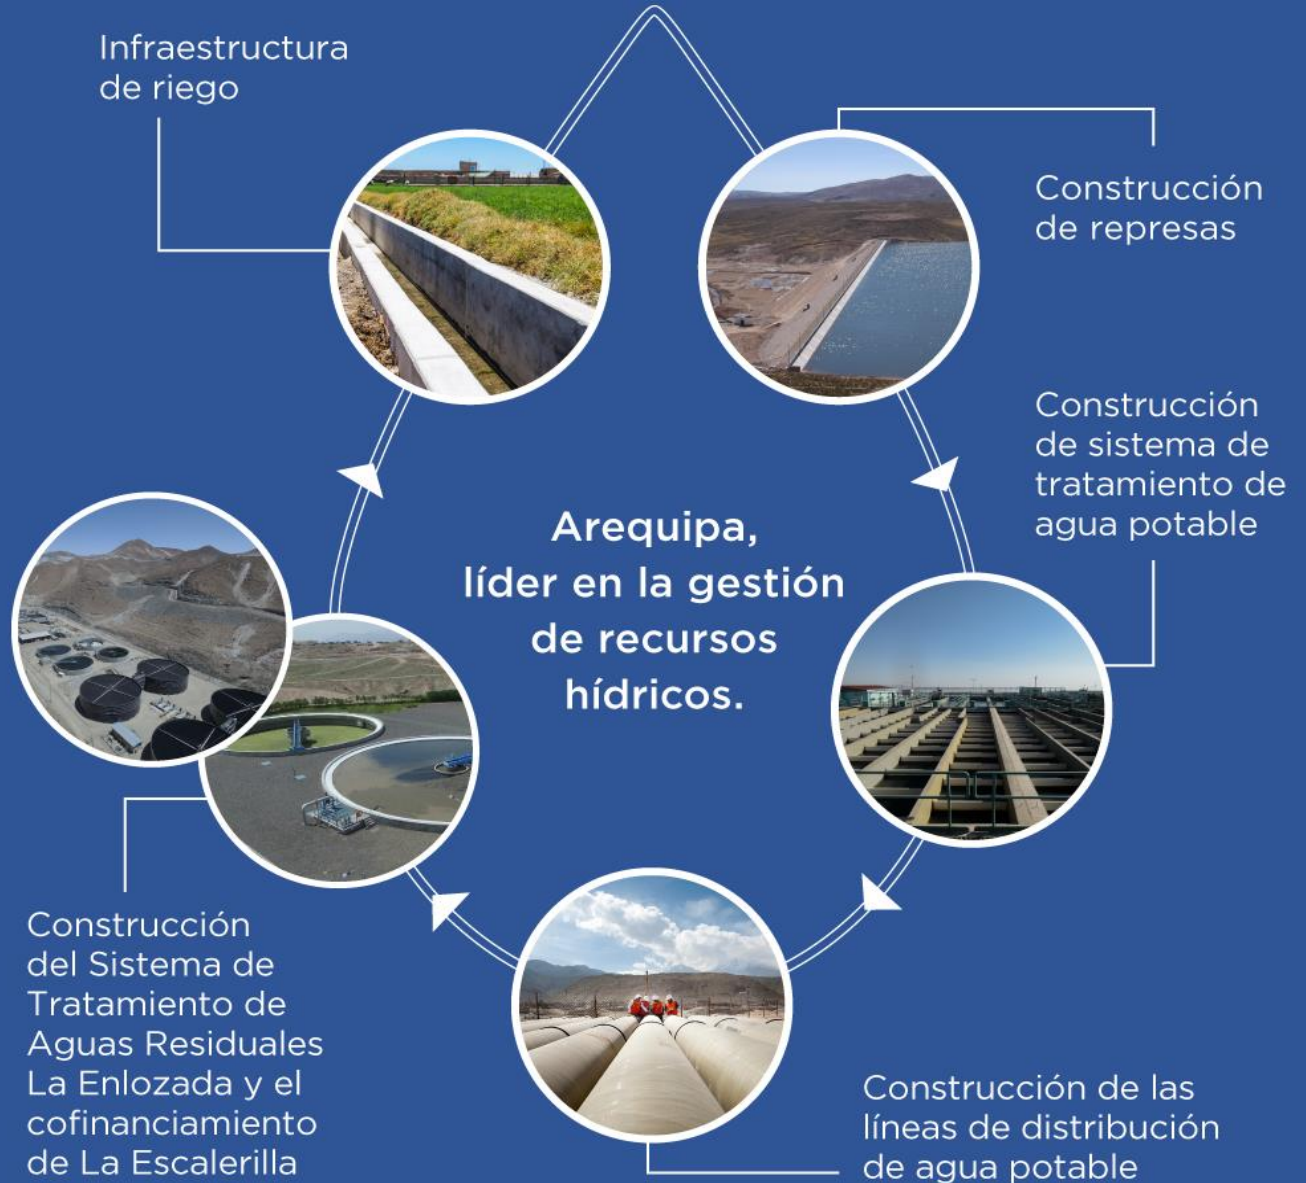 Infraestructura
de riego
Construcción
de represas
Construcción
de sistema de
tratamiento de
agua potable
Arequipa,
líder en la gestión
de recursos
hídricos.
Construcción
del Sistema de
Tratamiento de
Aguas Residuales
La Enlozada y el
cofinanciamiento
de La Escalerilla
Construcción de las
líneas de distribución
de agua potable